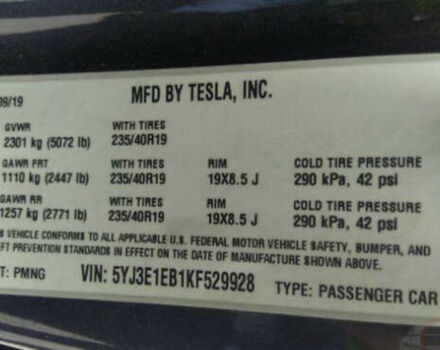 09/19 MFD BY TESLA, INC.
GVWR WITH TIRES
2301 kg (5072 lb) 235/40R19
GAWR FRT WITH TIRES RIM COLD TIRE PRESSURE
1110 kg (2447 lb) 235/40R19 19X8.5 J 290 kPa, 42 psi
GAWR RR WITH TIRES RIM COLD TIRE PRESSURE
1257 kg (2771 lb) 235/40R19 19X8.5 J 290 kPa, 42 psi
S VEHICLE CONFORMS TO ALL APPLICABLE U.S. FEDERAL MOTOR VEHICLE SAFETY, BUMPER, AND
EFT PREVENTION STANDARDS IN EFFECT ON THE DATE OF MANUFACTURE SHOWN ABOVE.
T: PMNG VIN: 5YJ3E1EB1KF529928 TYPE: PASSENGER CAR